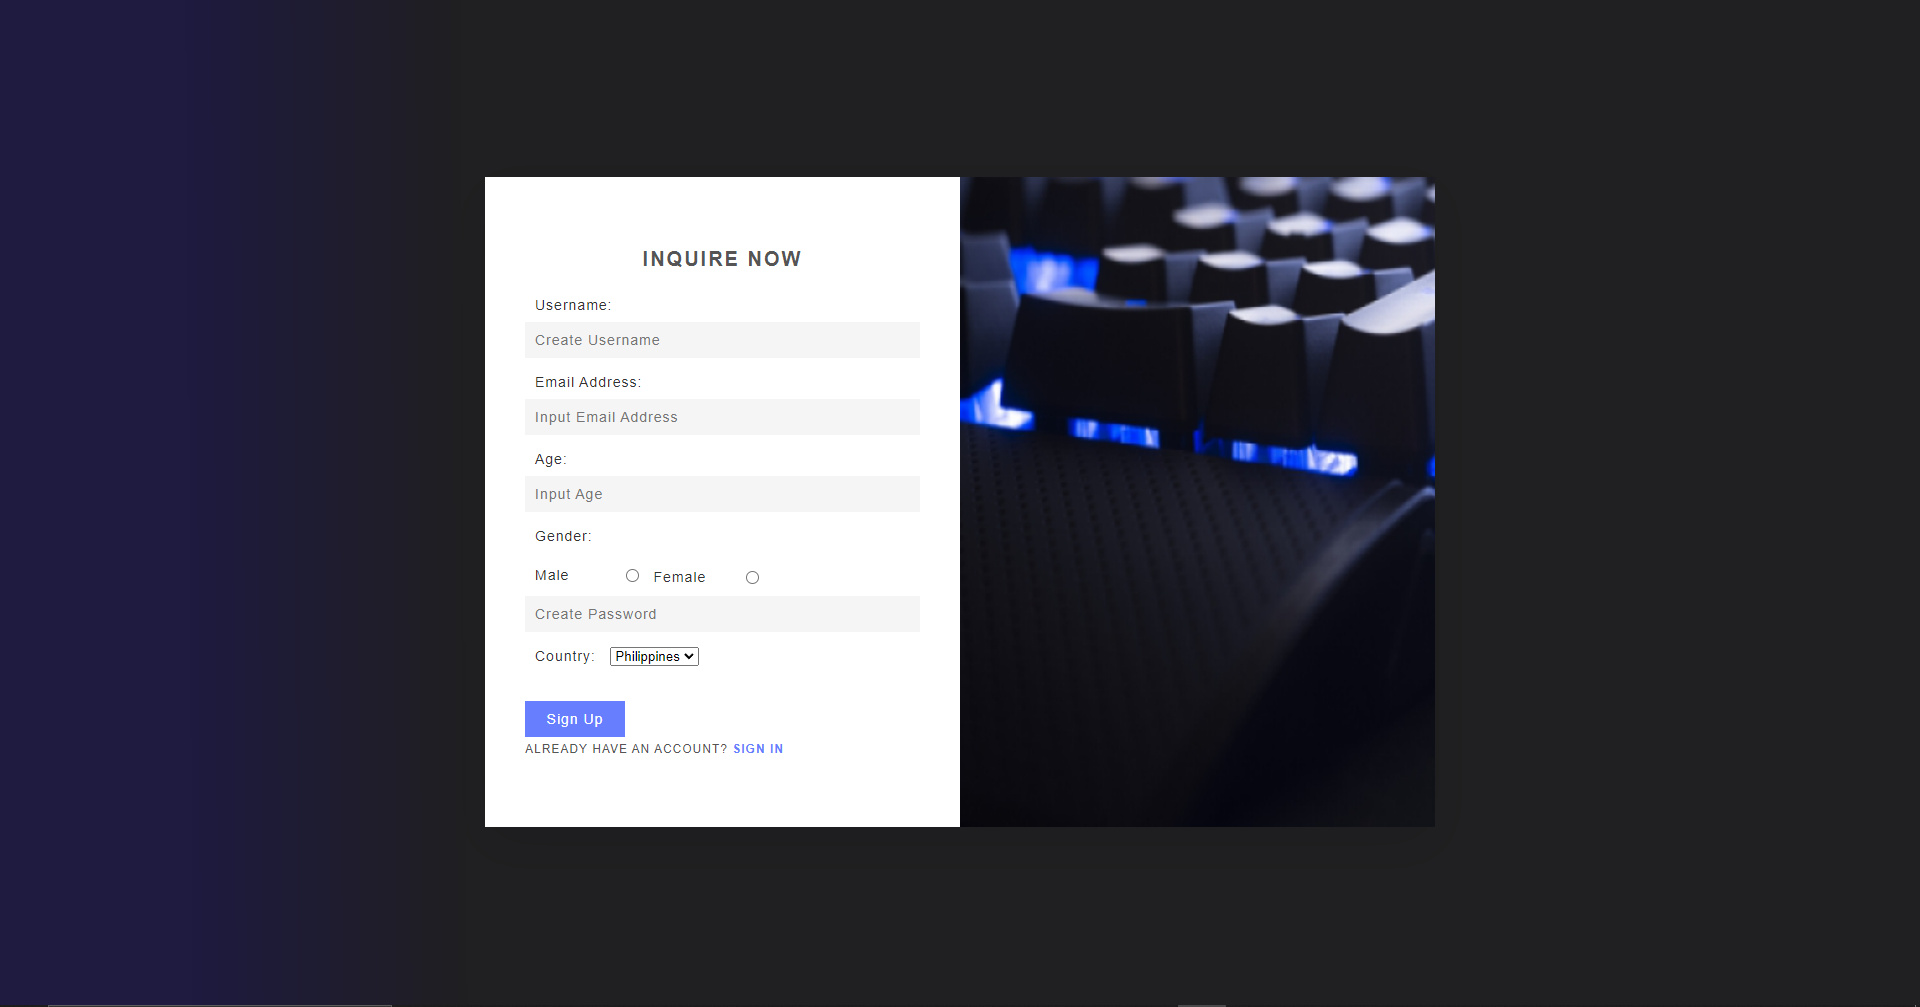 INQUIRE NOW
Username:
Create Username
Email Address:
Input Email Address
Age:
Input Age
Gender:
Male Female
Create Password
Country: Philippines
Sign Up
ALREADY HAVE AN ACCOUNT? SIGN IN